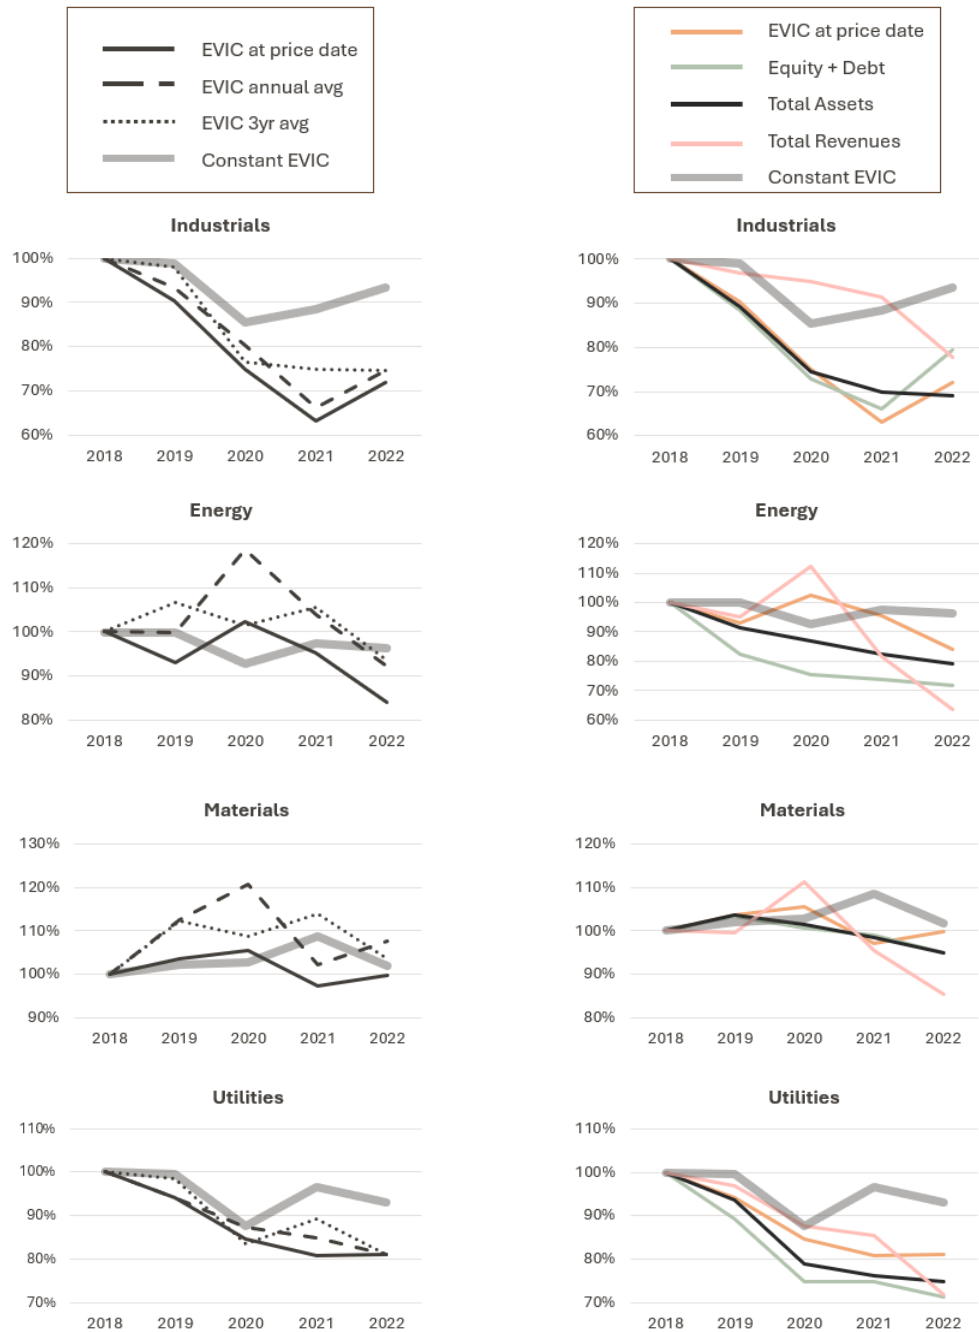 EVIC at price date
EVIC annual avg
EVIC 3yr avg
Constant EVIC
EVIC at price date
Equity + Debt
Total Assets
Total Revenues
Constant EVIC
Industrials
100%
90%
80%
70%
60%
2018 2019 2020 2021 2022
Industrials
100%
90%
80%
70%
60%
2018 2019 2020 2021 2022
Energy
120%
110%
100%
90%
80%
2018 2019 2020 2021 2022
Energy
120%
110%
100%
90%
80%
70%
60%
2018 2019 2020 2021 2022
Materials
130%
120%
110%
100%
90%
2018 2019 2020 2021 2022
Materials
120%
110%
100%
90%
80%
2018 2019 2020 2021 2022
Utilities
110%
100%
90%
80%
70%
2018 2019 2020 2021 2022
Utilities
110%
100%
90%
80%
70%
2018 2019 2020 2021 2022